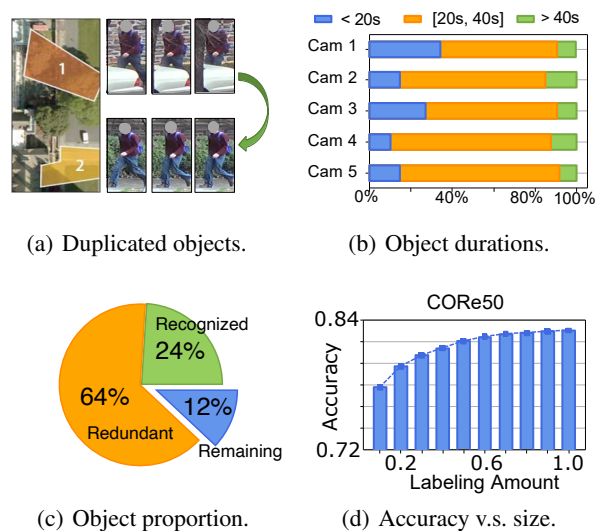 1
2
(a) Duplicated objects.
< 20s [20s, 40s] > 40s
Cam 1
Cam 2
Cam 3
Cam 4
Cam 5
0% 40% 80% 100%
(b) Object durations.
Recognized
24%
64%
Redundant
12%
Remaining
(c) Object proportion.
CORe50
0.84
Accuracy
0.72
0.2 0.6 1.0
Labeling Amount
(d) Accuracy v.s. size.